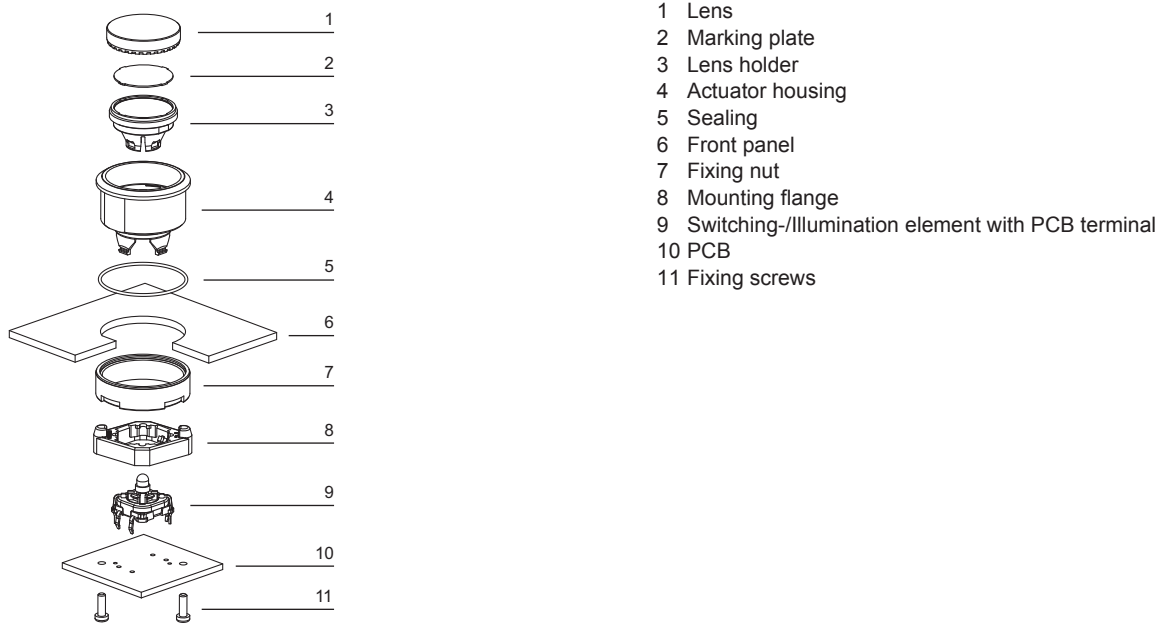 1
2
3
4
5
6
7
8
9
10
11
1 Lens
2 Marking plate
3 Lens holder
4 Actuator housing
5 Sealing
6 Front panel
7 Fixing nut
8 Mounting flange
9 Switching-/Illumination element with PCB terminal
10 PCB
11 Fixing screws